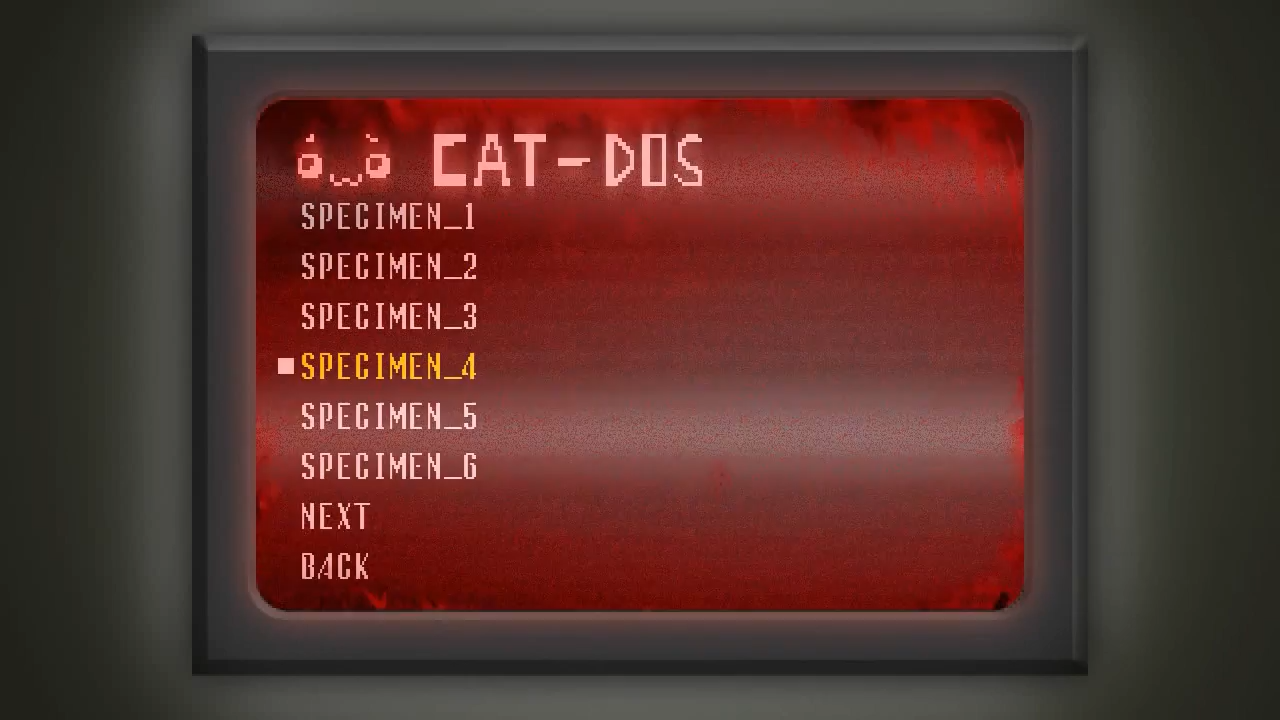 CAT-DOS
SPECIMEN_1
SPECIMEN_2
SPECIMEN_3
SPECIMEN_4
SPECIMEN_5
SPECIMEN_6
NEXT
BACK